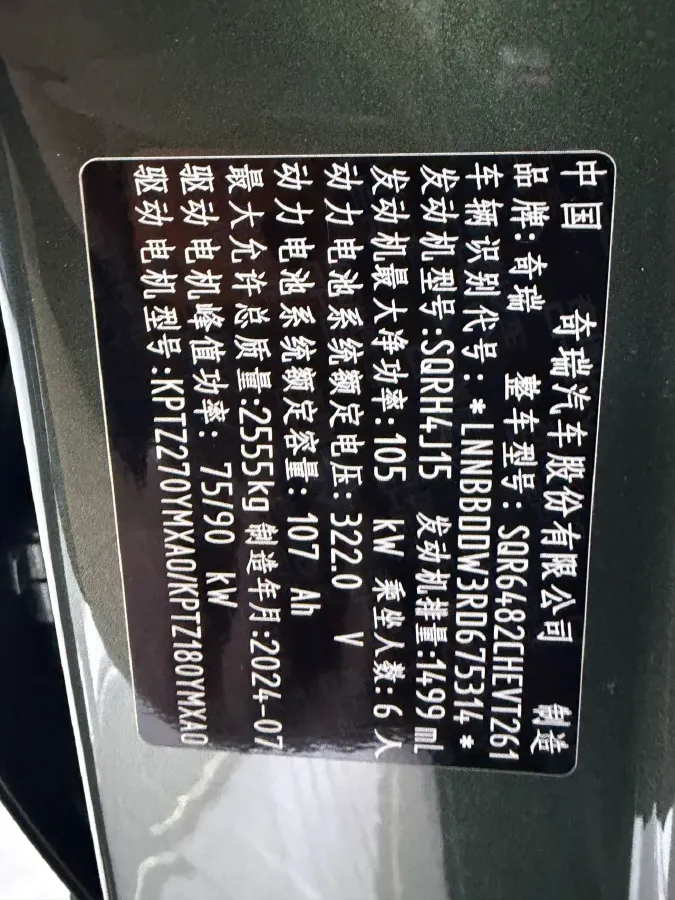 中国 奇瑞汽车股份有限公司 制造
品牌:奇瑞 整车型号:SQR6482CHEVT261
车辆识别代号:*LNNBBDDW3RD675314*
发动机型号:SQRH4J15 发动机排量:1499 mL
发动机最大净功率:105 kW 乘坐人数:6 人
动力电池系统额定电压:322.0 V
动力电池系统额定容量:107 Ah
最大允许总质量:2555kg 制造年月:2024-07
驱动电机峰值功率: 75/90 kW
驱动电机型号:KPTZ270YMXA0/KPTZ180YMXA0